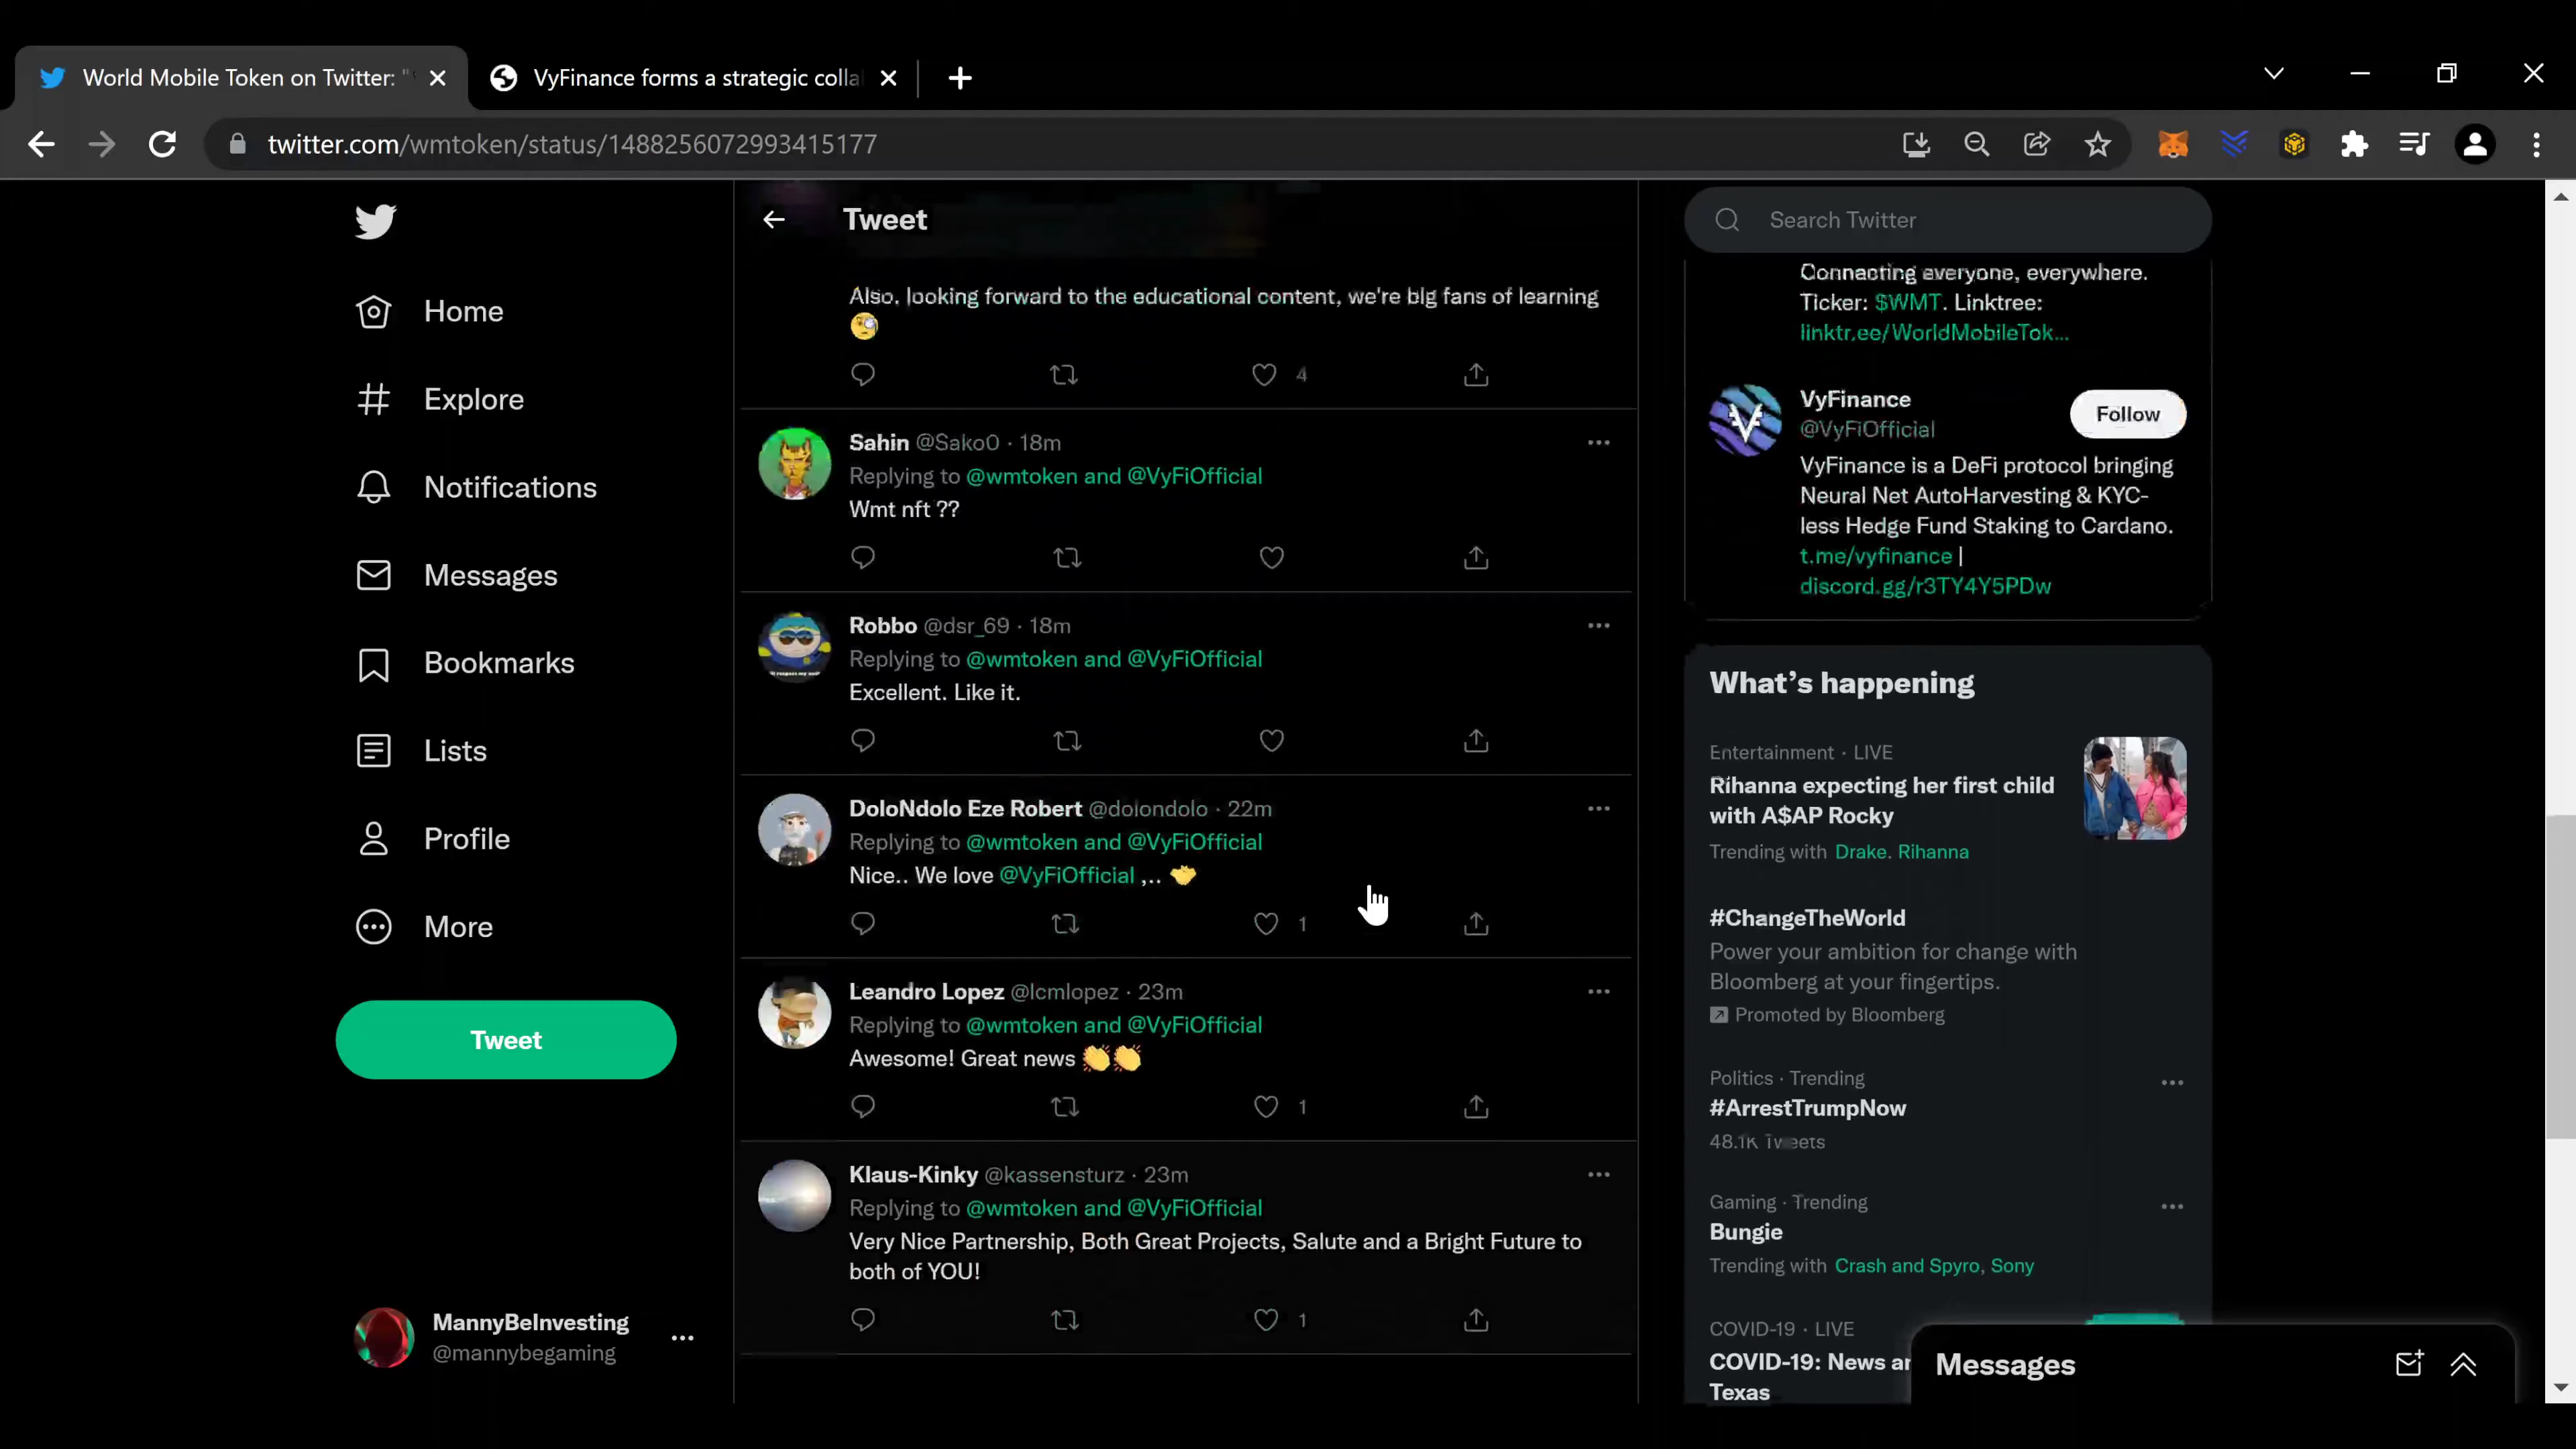 World Mobile Token on Twitter: "
VyFinance forms a strategic colla
twitter.com/wmtoken/status/1488256072993415177
Home
Explore
Notifications
Messages
Bookmarks
Lists
Profile
More
Tweet
MannyBeInvesting
@mannybegaming
Tweet
Also, looking forward to the educational content, we're big fans of learning
🧐
4
Sahin @Sako0 · 18m
Replying to @wmtoken and @VyFiOfficial
Wmt nft ??
Robbo @dsr_69 · 18m
Replying to @wmtoken and @VyFiOfficial
Excellent. Like it.
DoloNdolo Eze Robert @dolondolo · 22m
Replying to @wmtoken and @VyFiOfficial
Nice.. We love @VyFiOfficial ,..
1
Leandro Lopez @lcmlopez · 23m
Replying to @wmtoken and @VyFiOfficial
Awesome! Great news 👏👏
1
Klaus-Kinky @kassensturz · 23m
Replying to @wmtoken and @VyFiOfficial
Very Nice Partnership, Both Great Projects, Salute and a Bright Future to
both of YOU!
1
Search Twitter
Connecting everyone, everywhere.
Ticker: $WMT. Linktree:
linktr.ee/WorldMobileTok...
VyFinance
@VyFiOfficial
Follow
VyFinance is a DeFi protocol bringing
Neural Net AutoHarvesting & KYC-
less Hedge Fund Staking to Cardano.
t.me/vyfinance |
discord.gg/r3TY4Y5PDw
What's happening
Entertainment · LIVE
Rihanna expecting her first child
with A$AP Rocky
Trending with Drake, Rihanna
#ChangeTheWorld
Power your ambition for change with
Bloomberg at your fingertips.
Promoted by Bloomberg
Politics · Trending
#ArrestTrumpNow
48.1K Tweets
Gaming · Trending
Bungie
Trending with Crash and Spyro, Sony
COVID-19 · LIVE
COVID-19: News
Texas
Messages